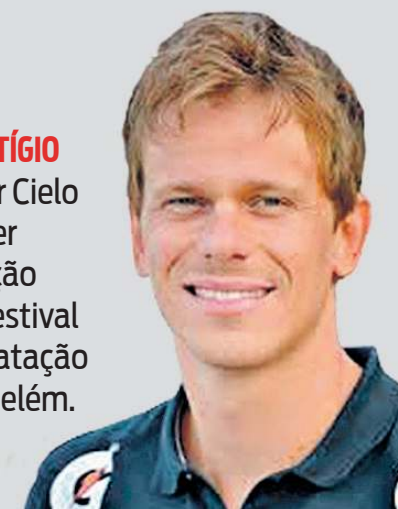 TÍGIO
r Cielo
er
ão
estival
atação
elém.